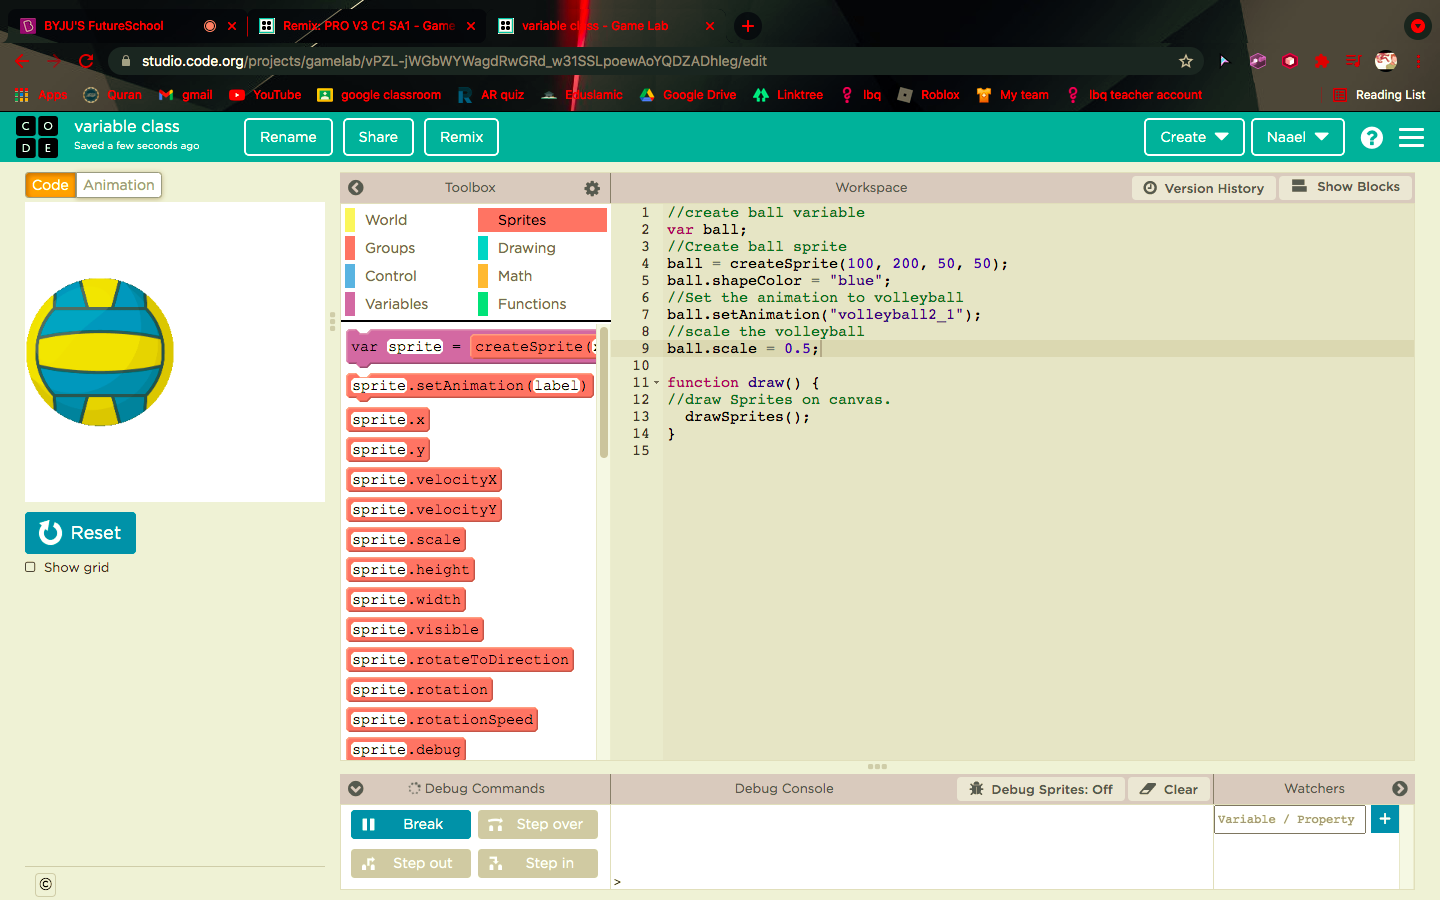 BYJU'S FutureSchool
Remix: PRO V3 C1 SA1 - Game
variable class - Game Lab
studio.code.org/projects/gamelab/vPZL-jWGbWYWagdRwGRd_w31SSLpoewAoYQDZADhleg/edit
Apps Quran gmail YouTube google classroom AR quiz Eduslamic Google Drive Linktree Ibq Roblox My team Ibq teacher account Reading List
C O D E
variable class
Saved a few seconds ago
Rename Share Remix Create Naael ?
Code Animation
Toolbox
Workspace
Version History
Show Blocks
World Sprites
Groups Drawing
Control Math
Variables Functions
var sprite = createSprite(
sprite.setAnimation(label)
sprite.x
sprite.y
sprite.velocityX
sprite.velocityY
sprite.scale
sprite.height
sprite.width
sprite.visible
sprite.rotateToDirection
sprite.rotation
sprite.rotationSpeed
sprite.debug
1 //create ball variable
2 var ball;
3 //Create ball sprite
4 ball = createSprite(100, 200, 50, 50);
5 ball.shapeColor = "blue";
6 //Set the animation to volleyball
7 ball.setAnimation("volleyball2_1");
8 //scale the volleyball
9 ball.scale = 0.5;
10
11 function draw() {
12 //draw Sprites on canvas.
13 drawSprites();
14 }
15
Reset
Show grid
Debug Commands
Debug Console
Debug Sprites: Off
Clear
Watchers
Break Step over
Step out Step in
Variable / Property +
>
©